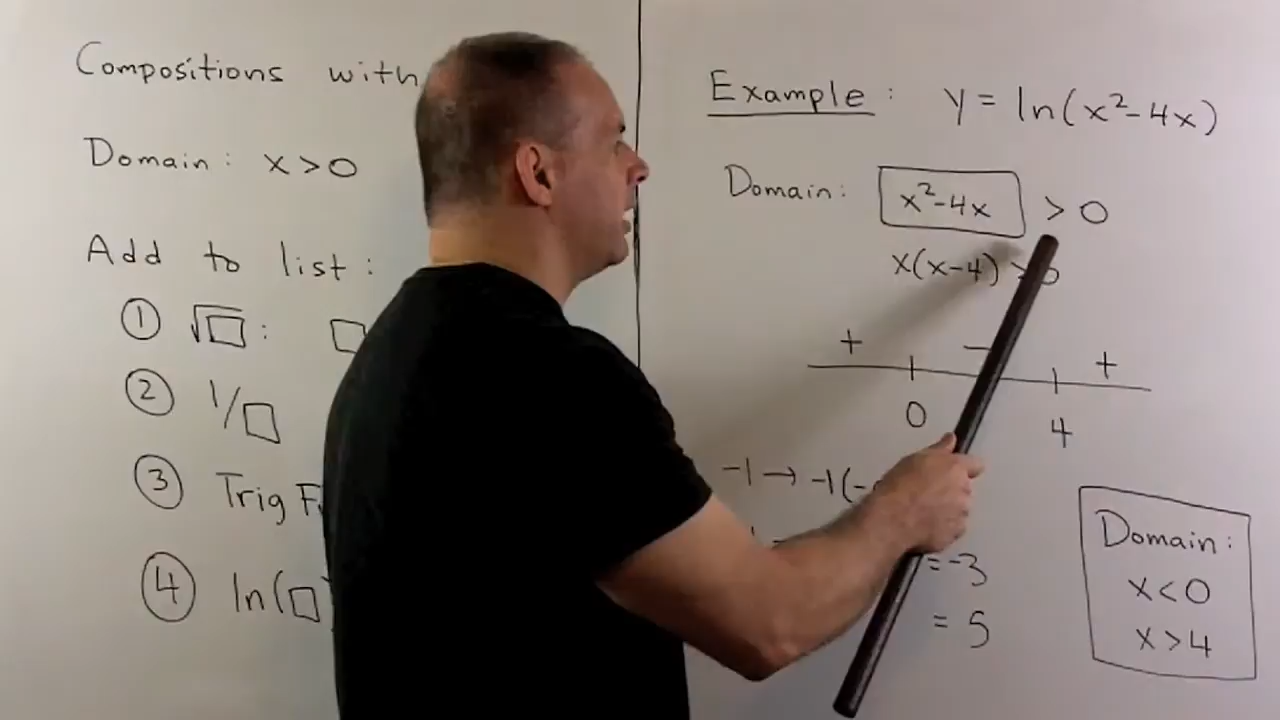 Compositions with
Domain: x > 0
Add to list:
① √□: □
② 1/□
③ Trig
④ ln(□
Example: y = ln(x²-4x)
Domain: x²-4x > 0
x(x-4) > 0
+ − +
0 4
-1 → -1(-
= -3
= 5
Domain:
x<0
x>4